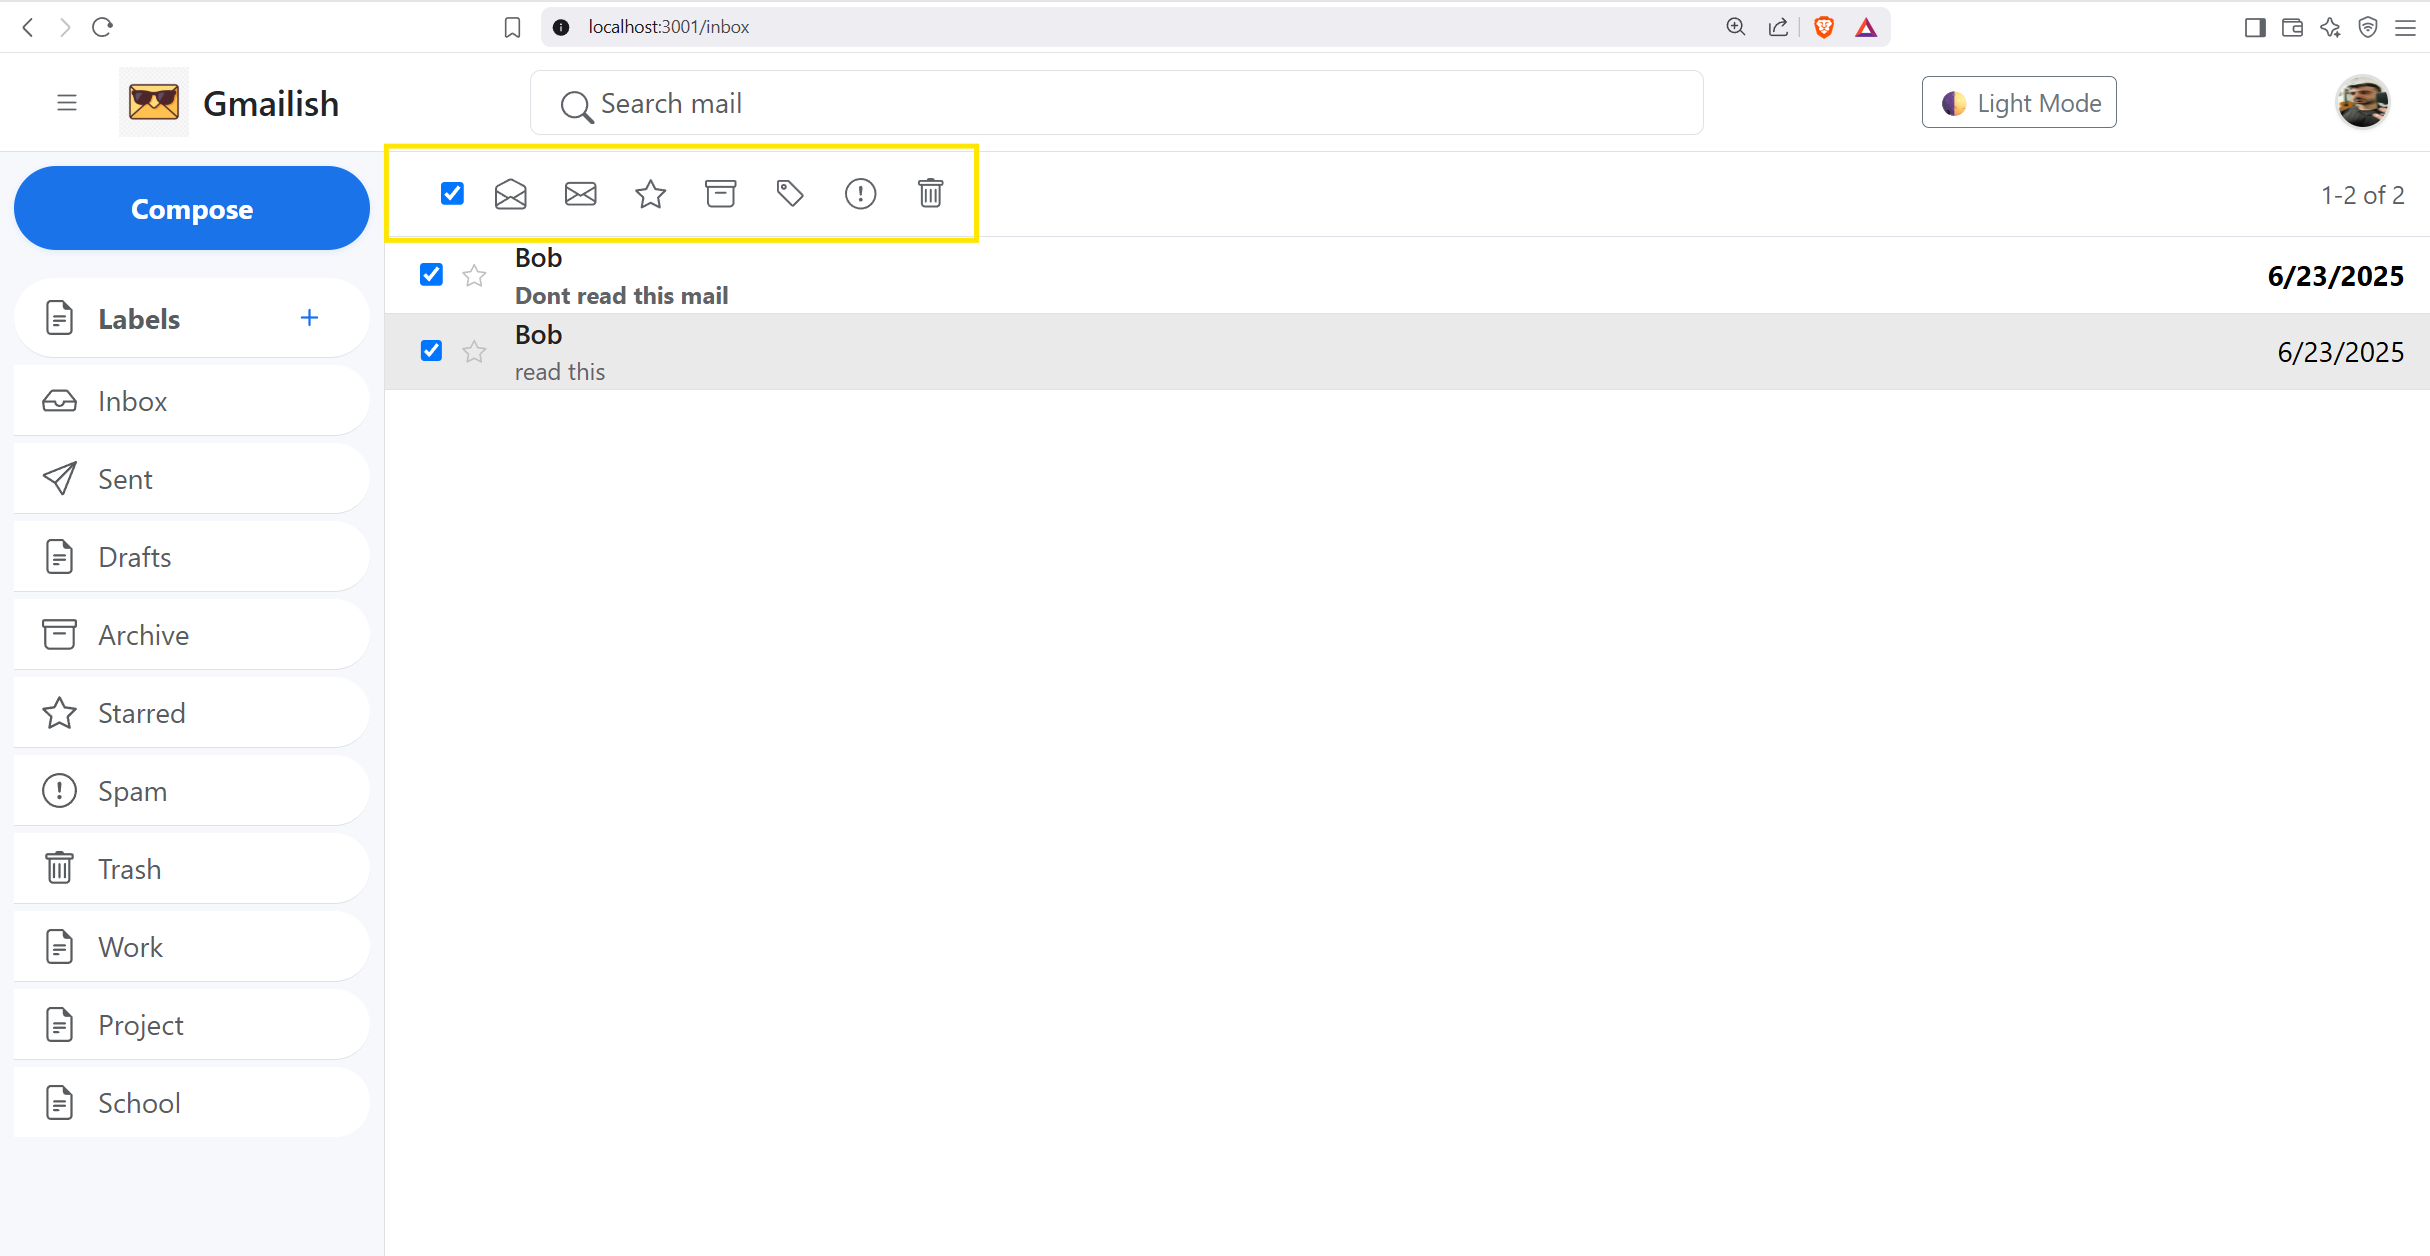 localhost:3001/inbox
Gmailish
Search mail
Light Mode
Compose
1-2 of 2
Labels
+
Inbox
Sent
Drafts
Archive
Starred
Spam
Trash
Work
Project
School
Bob
Dont read this mail
6/23/2025
Bob
read this
6/23/2025